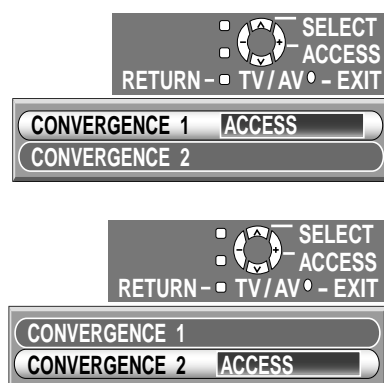 SELECT
ACCESS
RETURN – TV / AV – EXIT
CONVERGENCE 1 ACCESS
CONVERGENCE 2
SELECT
ACCESS
RETURN – TV / AV – EXIT
CONVERGENCE 1
CONVERGENCE 2 ACCESS